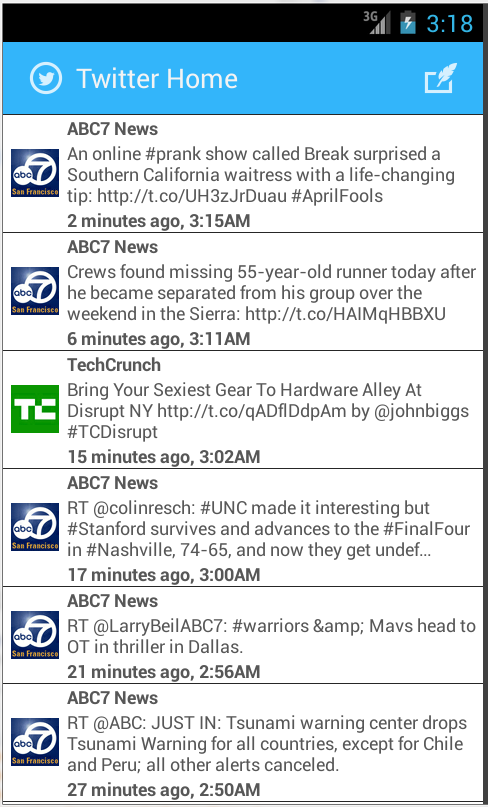 3G 3:18
Twitter Home
ABC7 News
An online #prank show called Break surprised a
Southern California waitress with a life-changing
tip: http://t.co/UH3zJrDuau #AprilFools
abc 7
San Francisco
2 minutes ago, 3:15AM
ABC7 News
Crews found missing 55-year-old runner today after
he became separated from his group over the
weekend in the Sierra: http://t.co/HAIMqHBBXU
abc 7
San Francisco
6 minutes ago, 3:11AM
TechCrunch
Bring Your Sexiest Gear To Hardware Alley At
Disrupt NY http://t.co/qADflDdpAm by @johnbiggs
#TCDisrupt
TC
15 minutes ago, 3:02AM
ABC7 News
RT @colinresch: #UNC made it interesting but
#Stanford survives and advances to the #FinalFour
in #Nashville, 74-65, and now they get undef...
abc 7
San Francisco
17 minutes ago, 3:00AM
ABC7 News
RT @LarryBeilABC7: #warriors &amp; Mavs head to
OT in thriller in Dallas.
abc 7
San Francisco
21 minutes ago, 2:56AM
ABC7 News
RT @ABC: JUST IN: Tsunami warning center drops
Tsunami Warning for all countries, except for Chile
and Peru; all other alerts canceled.
abc 7
San Francisco
27 minutes ago, 2:50AM